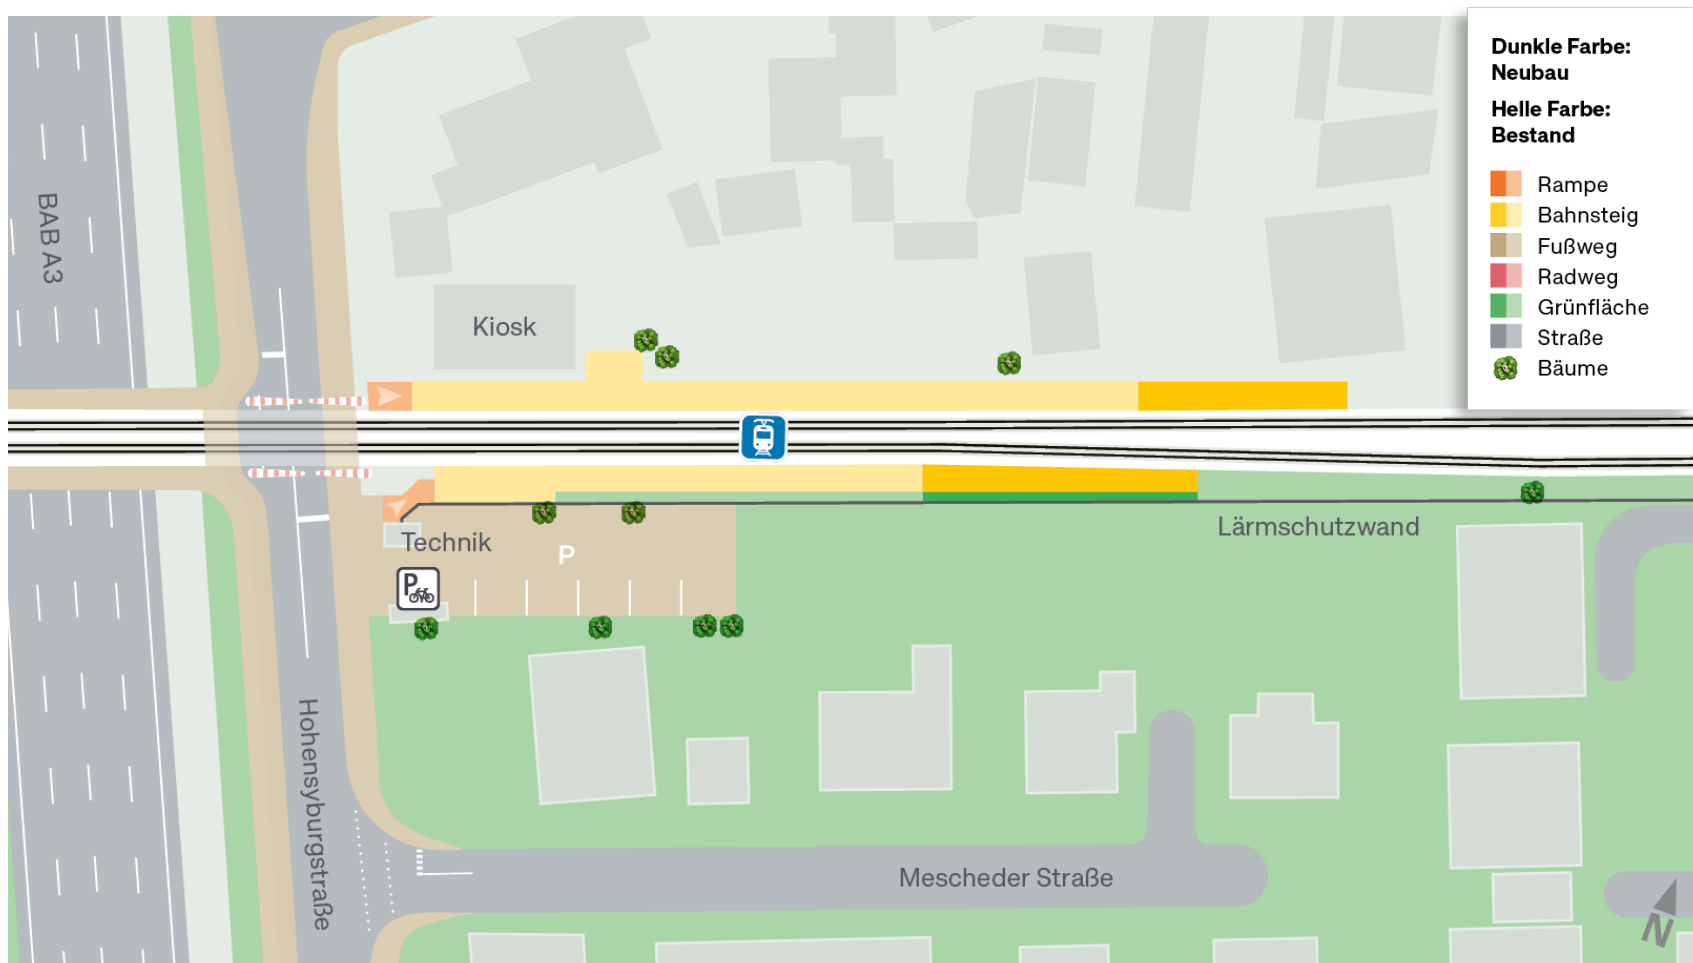 Dunkle Farbe:
Neubau
Helle Farbe:
Bestand
Rampe
Bahnsteig
Fußweg
Radweg
Grünfläche
Straße
Bäume
BAB A3
Kiosk
Lärmschutzwand
Technik
P
P
Hohensyburgstraße
Mescheder Straße
N